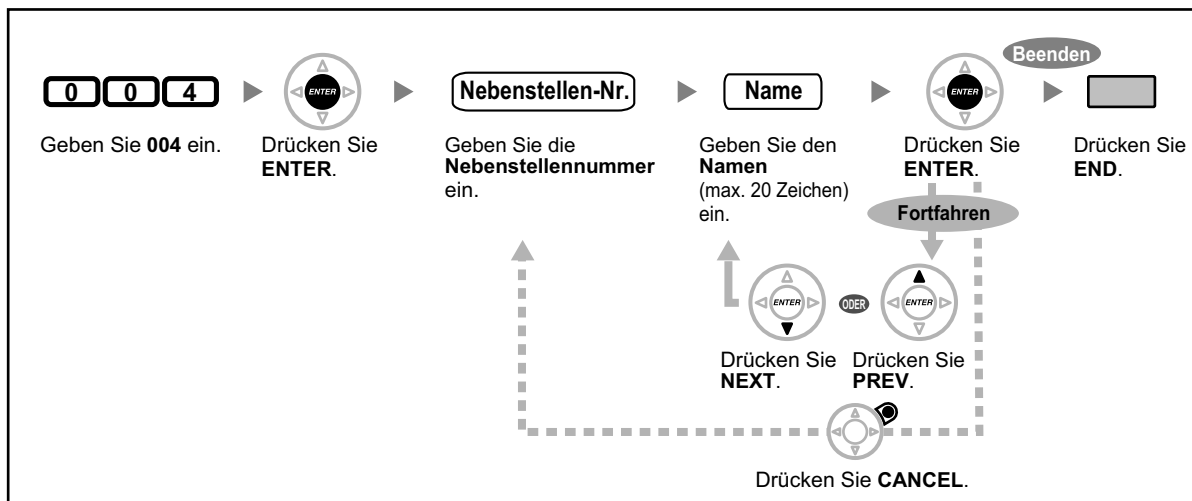 Beenden
0 0 4
ENTER
Nebenstellen-Nr.
Name
ENTER
Geben Sie 004 ein.
Drücken Sie
ENTER.
Geben Sie die
Nebenstellennummer
ein.
Geben Sie den
Namen
(max. 20 Zeichen)
ein.
Drücken Sie
ENTER.
Drücken Sie
END.
Fortfahren
ENTER
ODER
ENTER
Drücken Sie
NEXT.
Drücken Sie
PREV.
Drücken Sie CANCEL.